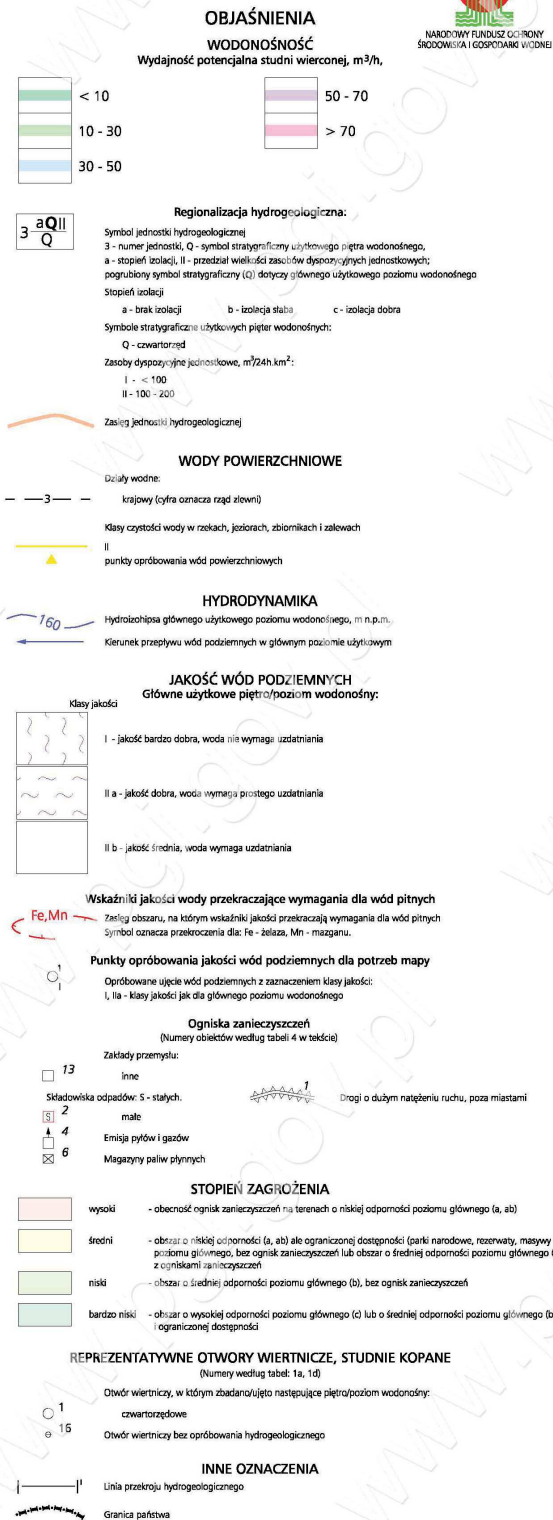 OBJAŚNIENIA
NARODOWY FUNDUSZ OCHRONY
ŚRODOWISKA I GOSPODARKI WODNEJ
WODONOŚNOŚĆ
Wydajność potencjalna studni wierconej, m³/h,
< 10
50 - 70
10 - 30
> 70
30 - 50
Regionalizacja hydrogeologiczna:
3 aQII
Q
Symbol jednostki hydrogeologicznej
3 - numer jednostki, Q - symbol stratygraficzny użytkowego piętra wodonośnego,
a - stopień izolacji, II - przedział wielkości zasobów dyspozycyjnych jednostkowych;
pogrubiony symbol stratygraficzny (Q) dotyczy głównego użytkowego poziomu wodonośnego
Stopień izolacji
a - brak izolacji b - izolacja słaba c - izolacja dobra
Symbole stratygraficzne użytkowych pięter wodonośnych:
Q - czwartorzęd
Zasoby dyspozycyjne jednostkowe, m³/24h.km²:
I - < 100
II - 100 - 200
Zasięg jednostki hydrogeologicznej
WODY POWIERZCHNIOWE
Działy wodne:
3 krajowy (cyfra oznacza rząd zlewni)
Klasy czystości wody w rzekach, jeziorach, zbiornikach i zalewach
II
punkty opróbowania wód powierzchniowych
HYDRODYNAMIKA
160 Hydroizohipsa głównego użytkowego poziomu wodonośnego, m n.p.m.
Kierunek przepływu wód podziemnych w głównym poziomie użytkowym
JAKOŚĆ WÓD PODZIEMNYCH
Główne użytkowe piętro/poziom wodonośny:
Klasy jakości
I - jakość bardzo dobra, woda nie wymaga uzdatniania
II a - jakość dobra, woda wymaga prostego uzdatniania
II b - jakość średnia, woda wymaga uzdatniania
Wskaźniki jakości wody przekraczające wymagania dla wód pitnych
Fe,Mn Zasięg obszaru, na którym wskaźniki jakości przekraczają wymagania dla wód pitnych
Symbol oznacza przekroczenia dla: Fe - żelaza, Mn - mazganu.
Punkty opróbowania jakości wód podziemnych dla potrzeb mapy
1
I
Opróbowane ujęcie wód podziemnych z zaznaczeniem klasy jakości:
I, IIa - klasy jakości jak dla głównego poziomu wodonośnego
Ogniska zanieczyszczeń
(Numery obiektów według tabeli 4 w tekście)
Zakłady przemysłu:
13 inne
Składowiska odpadów: S - stałych.
1 Drogi o dużym natężeniu ruchu, poza miastami
S 2 małe
4 Emisja pyłów i gazów
6 Magazyny paliw płynnych
STOPIEŃ ZAGROŻENIA
wysoki - obecność ognisk zanieczyszczeń na terenach o niskiej odporności poziomu głównego (a, ab)
średni - obszar o niskiej odporności (a, ab) ale ograniczonej dostępności (parki narodowe, rezerwaty, masywy
poziomu głównego, bez ognisk zanieczyszczeń lub obszar o średniej odporności poziomu głównego (
z ogniskami zanieczyszczeń
niski - obszar o średniej odporności poziomu głównego (b), bez ognisk zanieczyszczeń
bardzo niski - obszar o wysokiej odporności poziomu głównego (c) lub o średniej odporności poziomu głównego (b
i ograniczonej dostępności
REPREZENTATYWNE OTWORY WIERTNICZE, STUDNIE KOPANE
(Numery według tabel: 1a, 1d)
Otwór wiertniczy, w którym zbadano/ujęto następujące piętro/poziom wodonośny:
1 czwartorzędowe
16 Otwór wiertniczy bez opróbowania hydrogeologicznego
INNE OZNACZENIA
I I' Linia przekroju hydrogeologicznego
Granica państwa